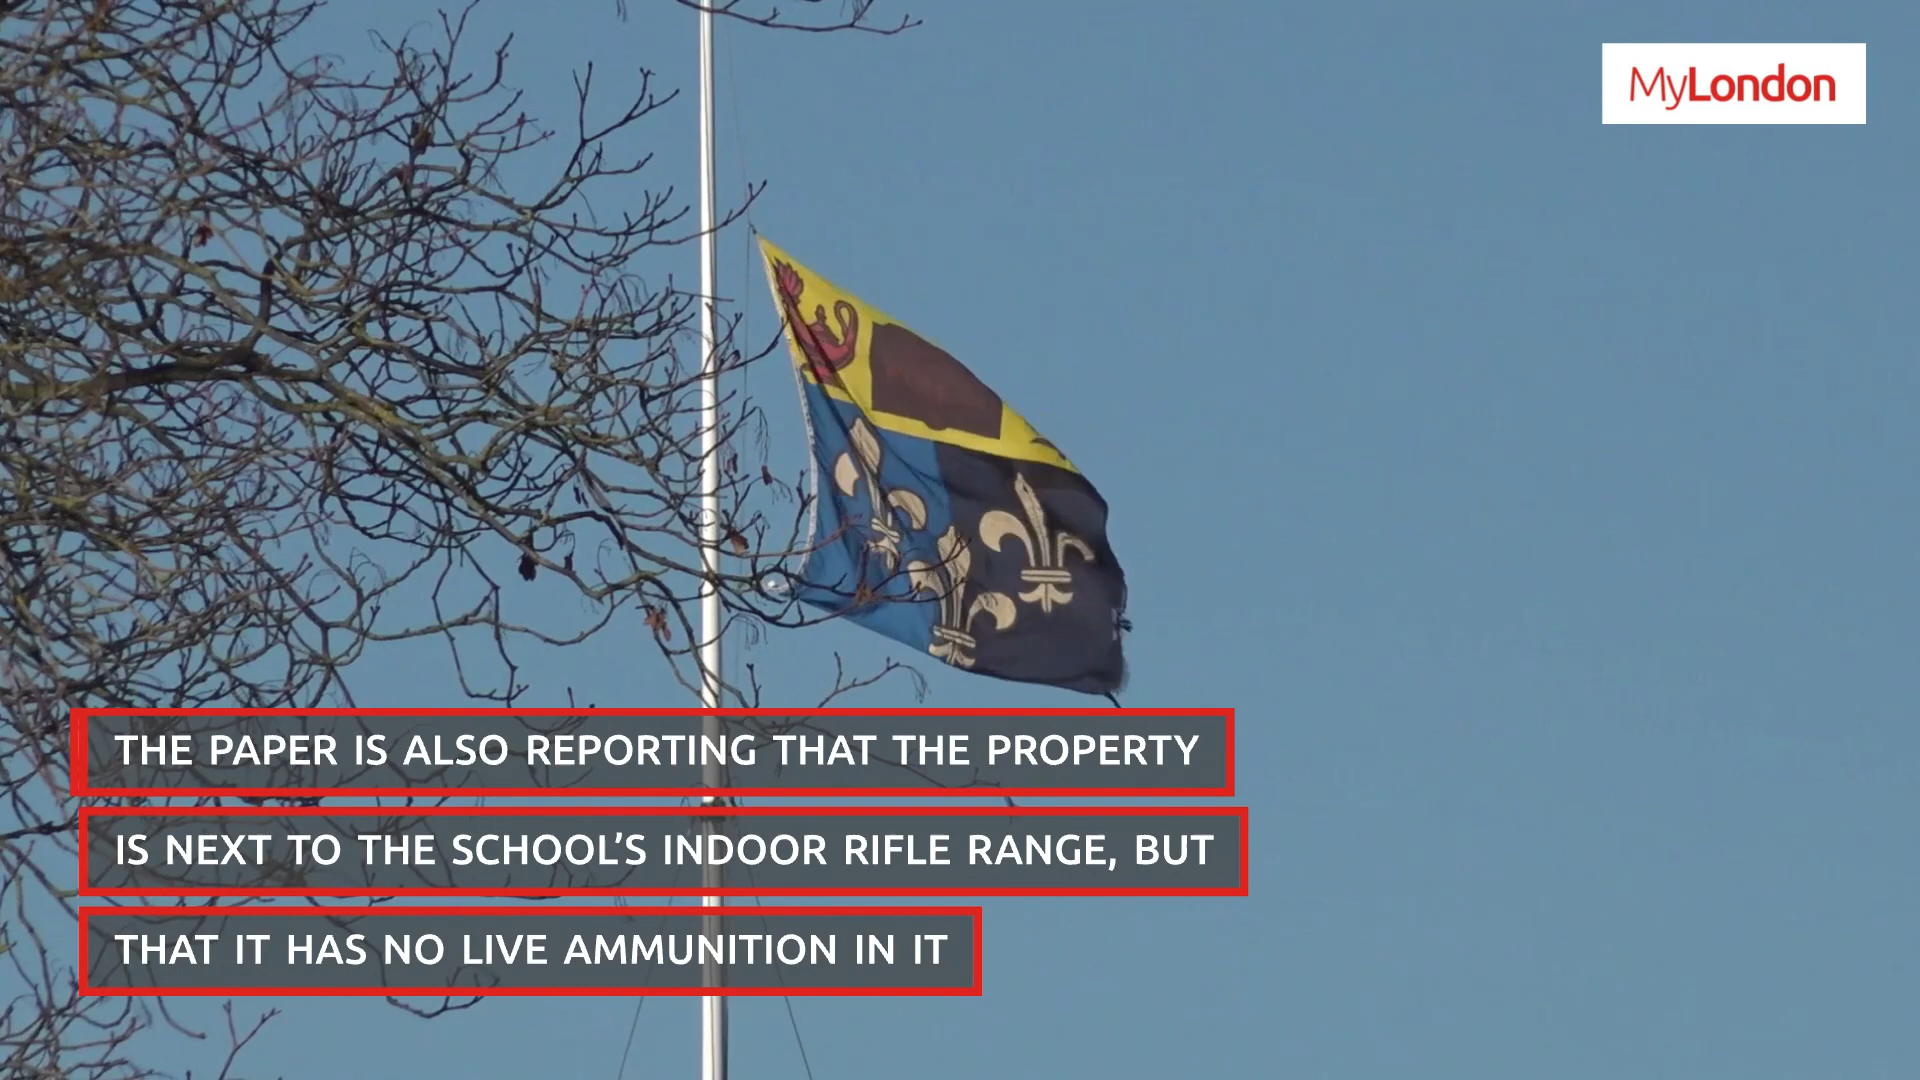 MyLondon
THE PAPER IS ALSO REPORTING THAT THE PROPERTY
IS NEXT TO THE SCHOOL’S INDOOR RIFLE RANGE, BUT
THAT IT HAS NO LIVE AMMUNITION IN IT